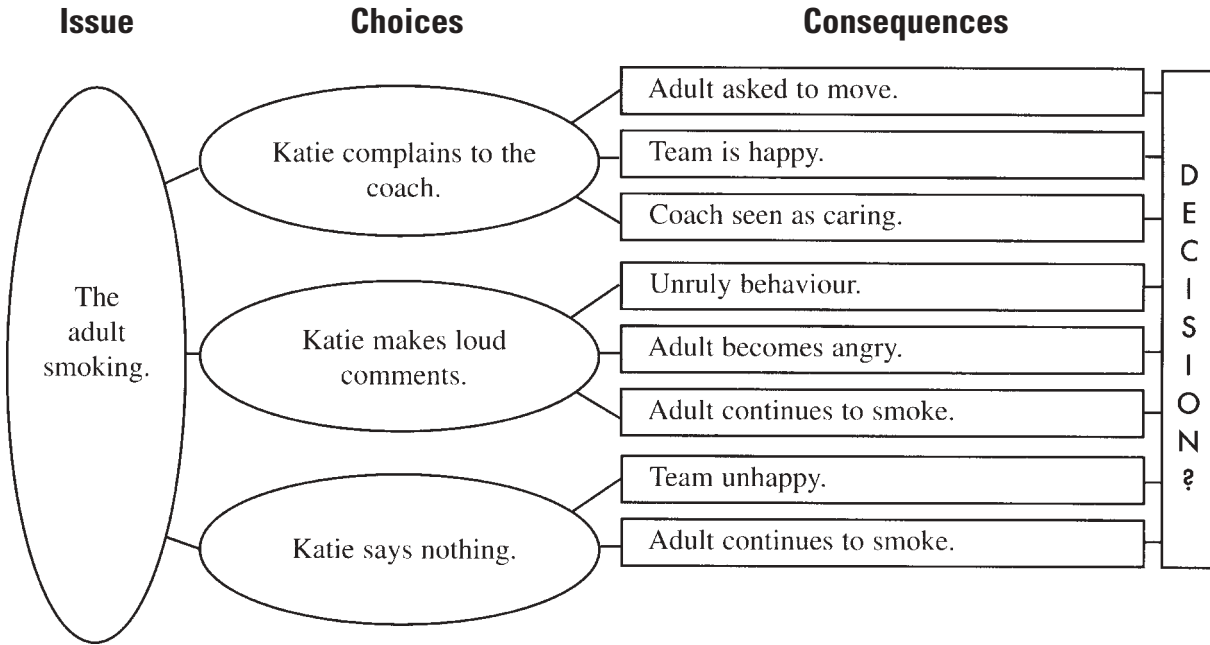 Issue
Choices
Consequences
The
adult
smoking.
Katie complains to the
coach.
Adult asked to move.
Team is happy.
Coach seen as caring.
Katie makes loud
comments.
Unruly behaviour.
Adult becomes angry.
Adult continues to smoke.
Katie says nothing.
Team unhappy.
Adult continues to smoke.
DECISION?